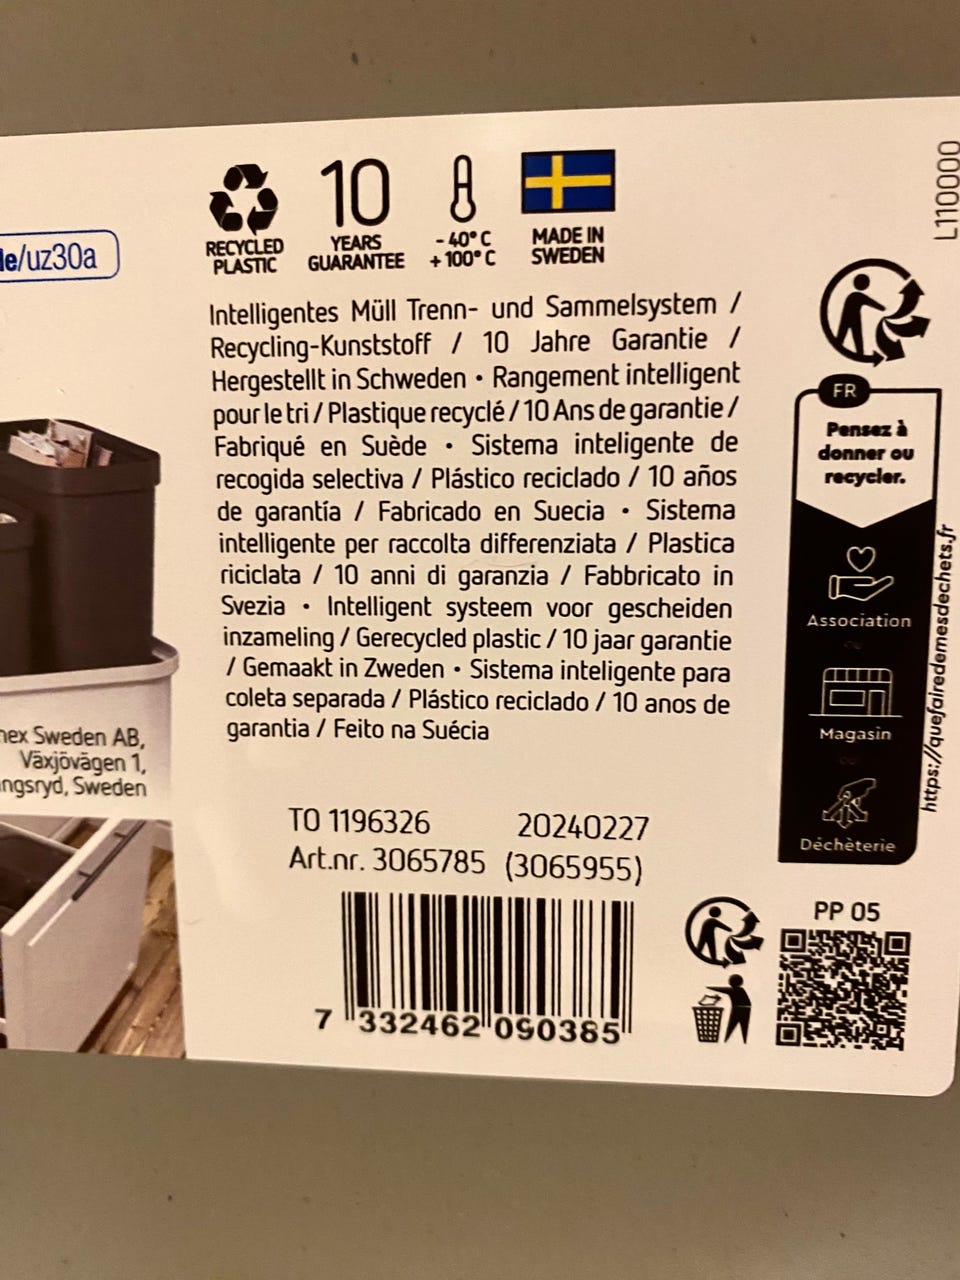 le/uz30a
RECYCLED
PLASTIC
10
YEARS
GUARANTEE
- 40° C
+ 100° C
MADE IN
SWEDEN
L110000
Intelligentes Müll Trenn- und Sammelsystem /
Recycling-Kunststoff / 10 Jahre Garantie /
Hergestellt in Schweden • Rangement intelligent
pour le tri / Plastique recyclé / 10 Ans de garantie /
Fabriqué en Suède • Sistema inteligente de
recogida selectiva / Plástico reciclado / 10 años
de garantía / Fabricado en Suecia • Sistema
intelligente per raccolta differenziata / Plastica
riciclata / 10 anni di garanzia / Fabbricato in
Svezia • Intelligent systeem voor gescheiden
inzameling / Gerecycled plastic / 10 jaar garantie
/ Gemaakt in Zweden • Sistema inteligente para
coleta separada / Plástico reciclado / 10 anos de
garantia / Feito na Suécia
nex Sweden AB,
Växjövägen 1,
ngsryd, Sweden
TO 1196326 20240227
Art.nr. 3065785 (3065955)
7 332462 090385
FR
Pensez à
donner ou
recycler.
Association
ou
Magasin
ou
Déchèterie
https://quefairedemesdechets.fr
PP 05